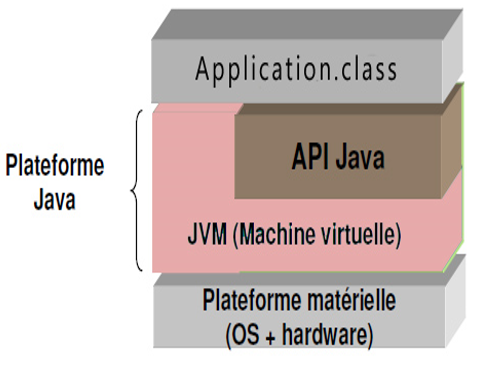 Application.class
Plateforme
Java
API Java
JVM (Machine virtuelle)
Plateforme matérielle
(OS + hardware)